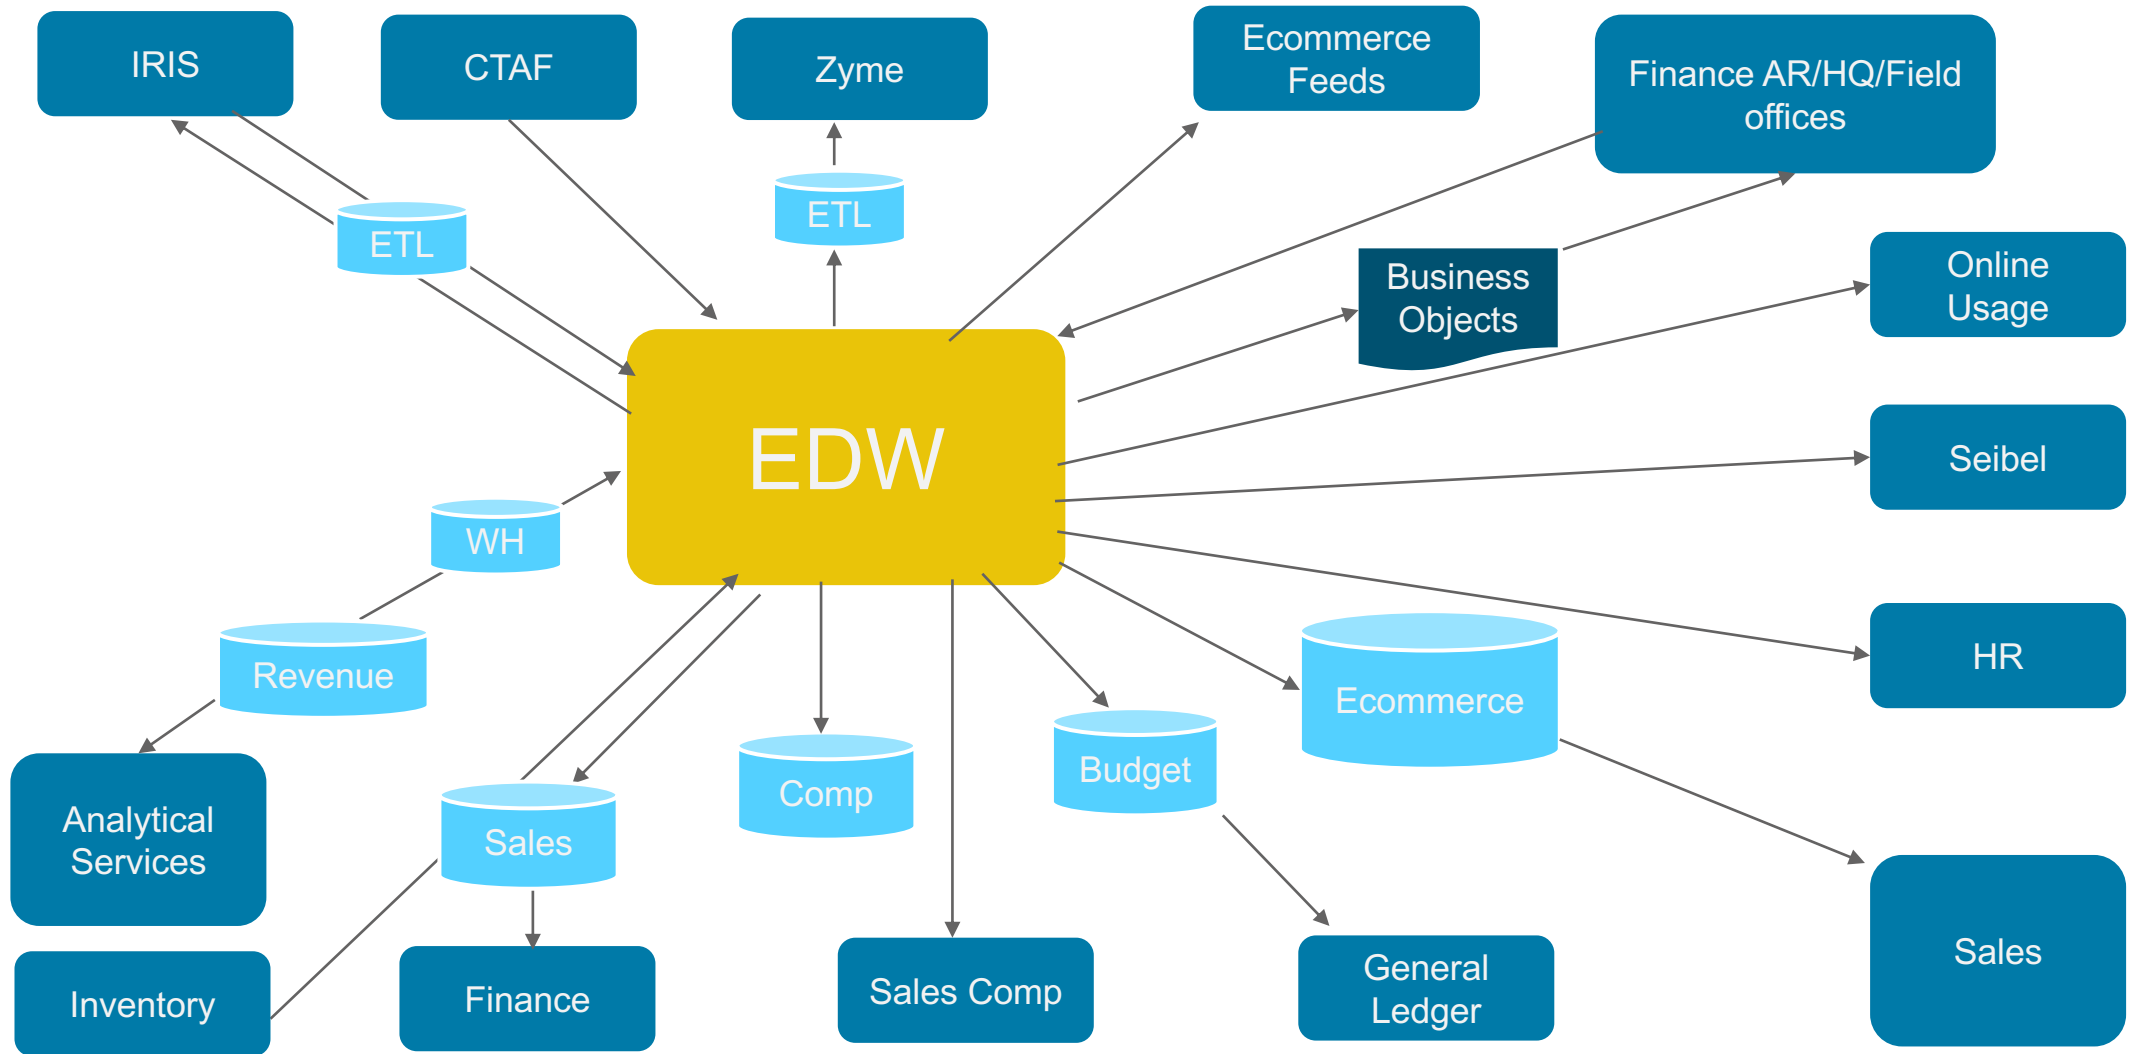 IRIS
CTAF
Zyme
Ecommerce
Feeds
Finance AR/HQ/Field
offices
ETL
ETL
Business
Objects
Online
Usage
EDW
Seibel
WH
Revenue
HR
Ecommerce
Budget
Comp
Sales
Analytical
Services
Sales
Inventory
Finance
Sales Comp
General
Ledger